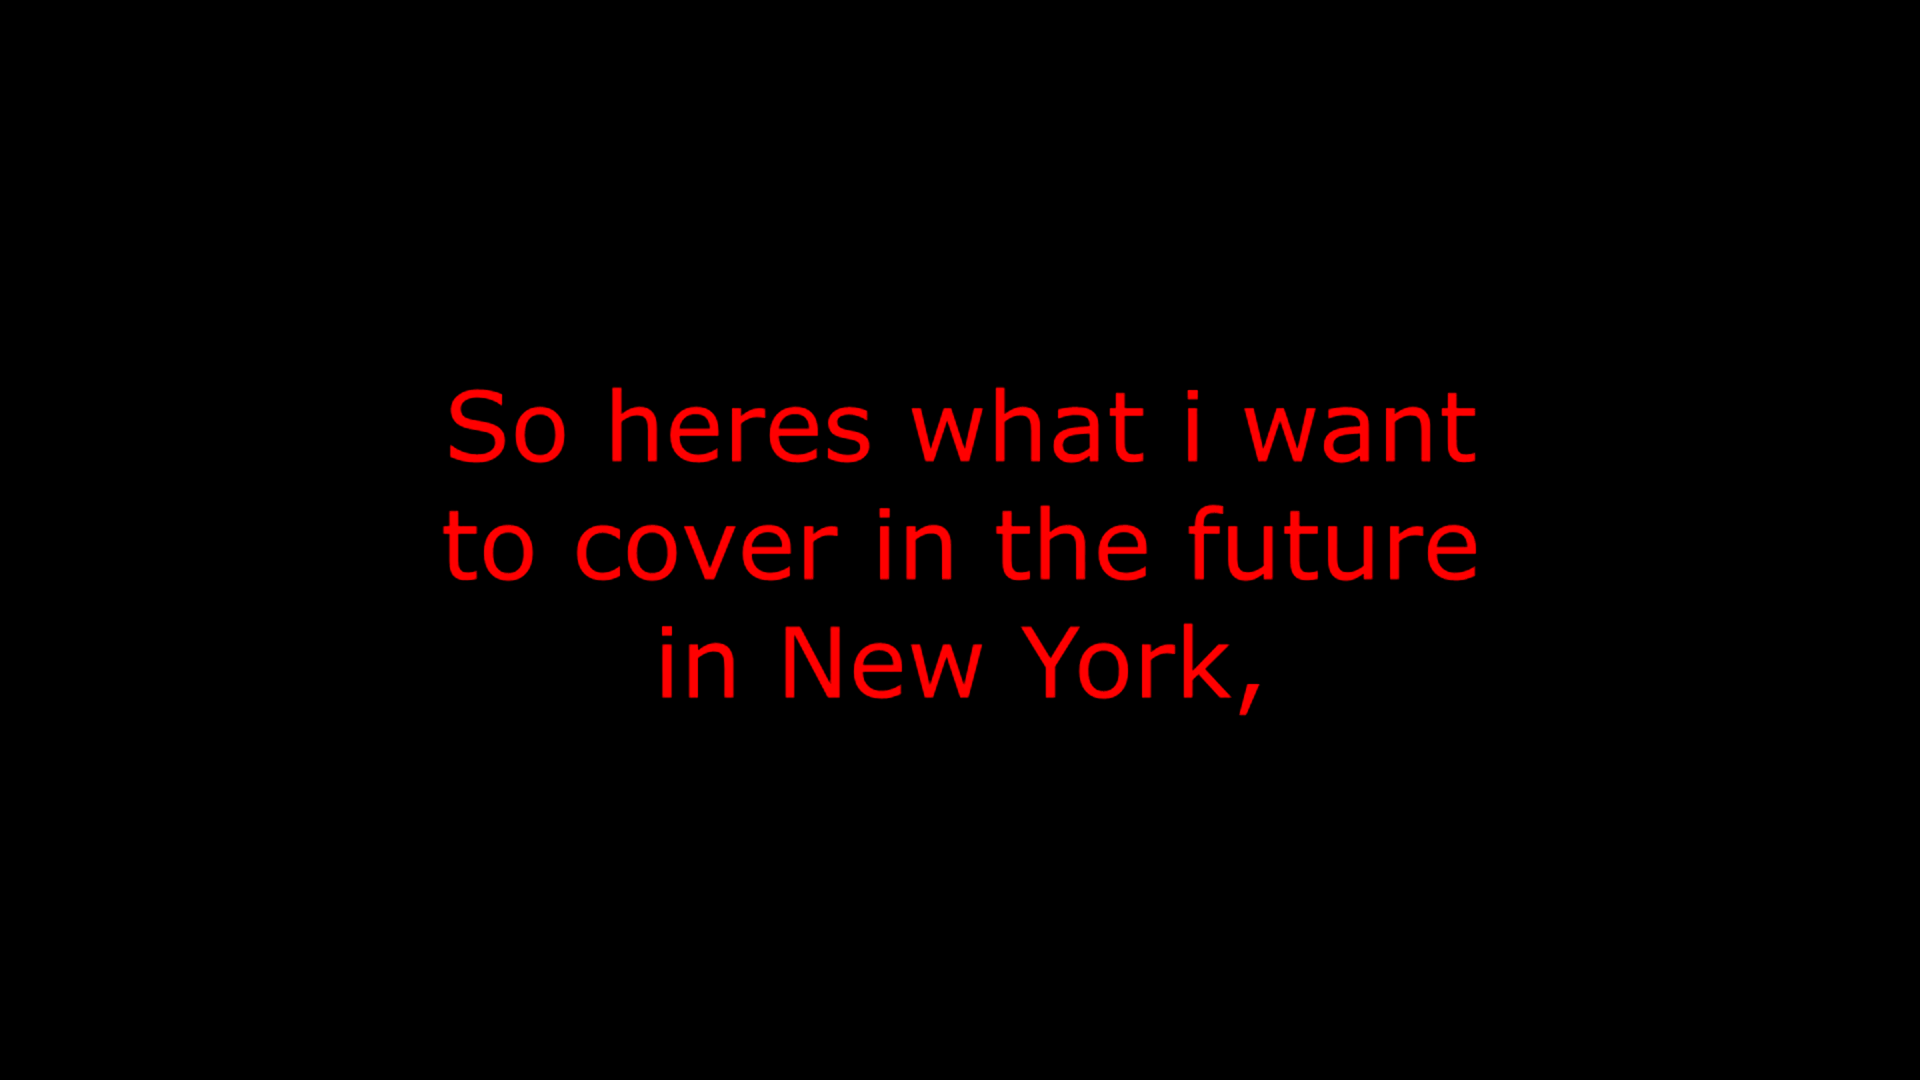 So heres what i want
to cover in the future
in New York,